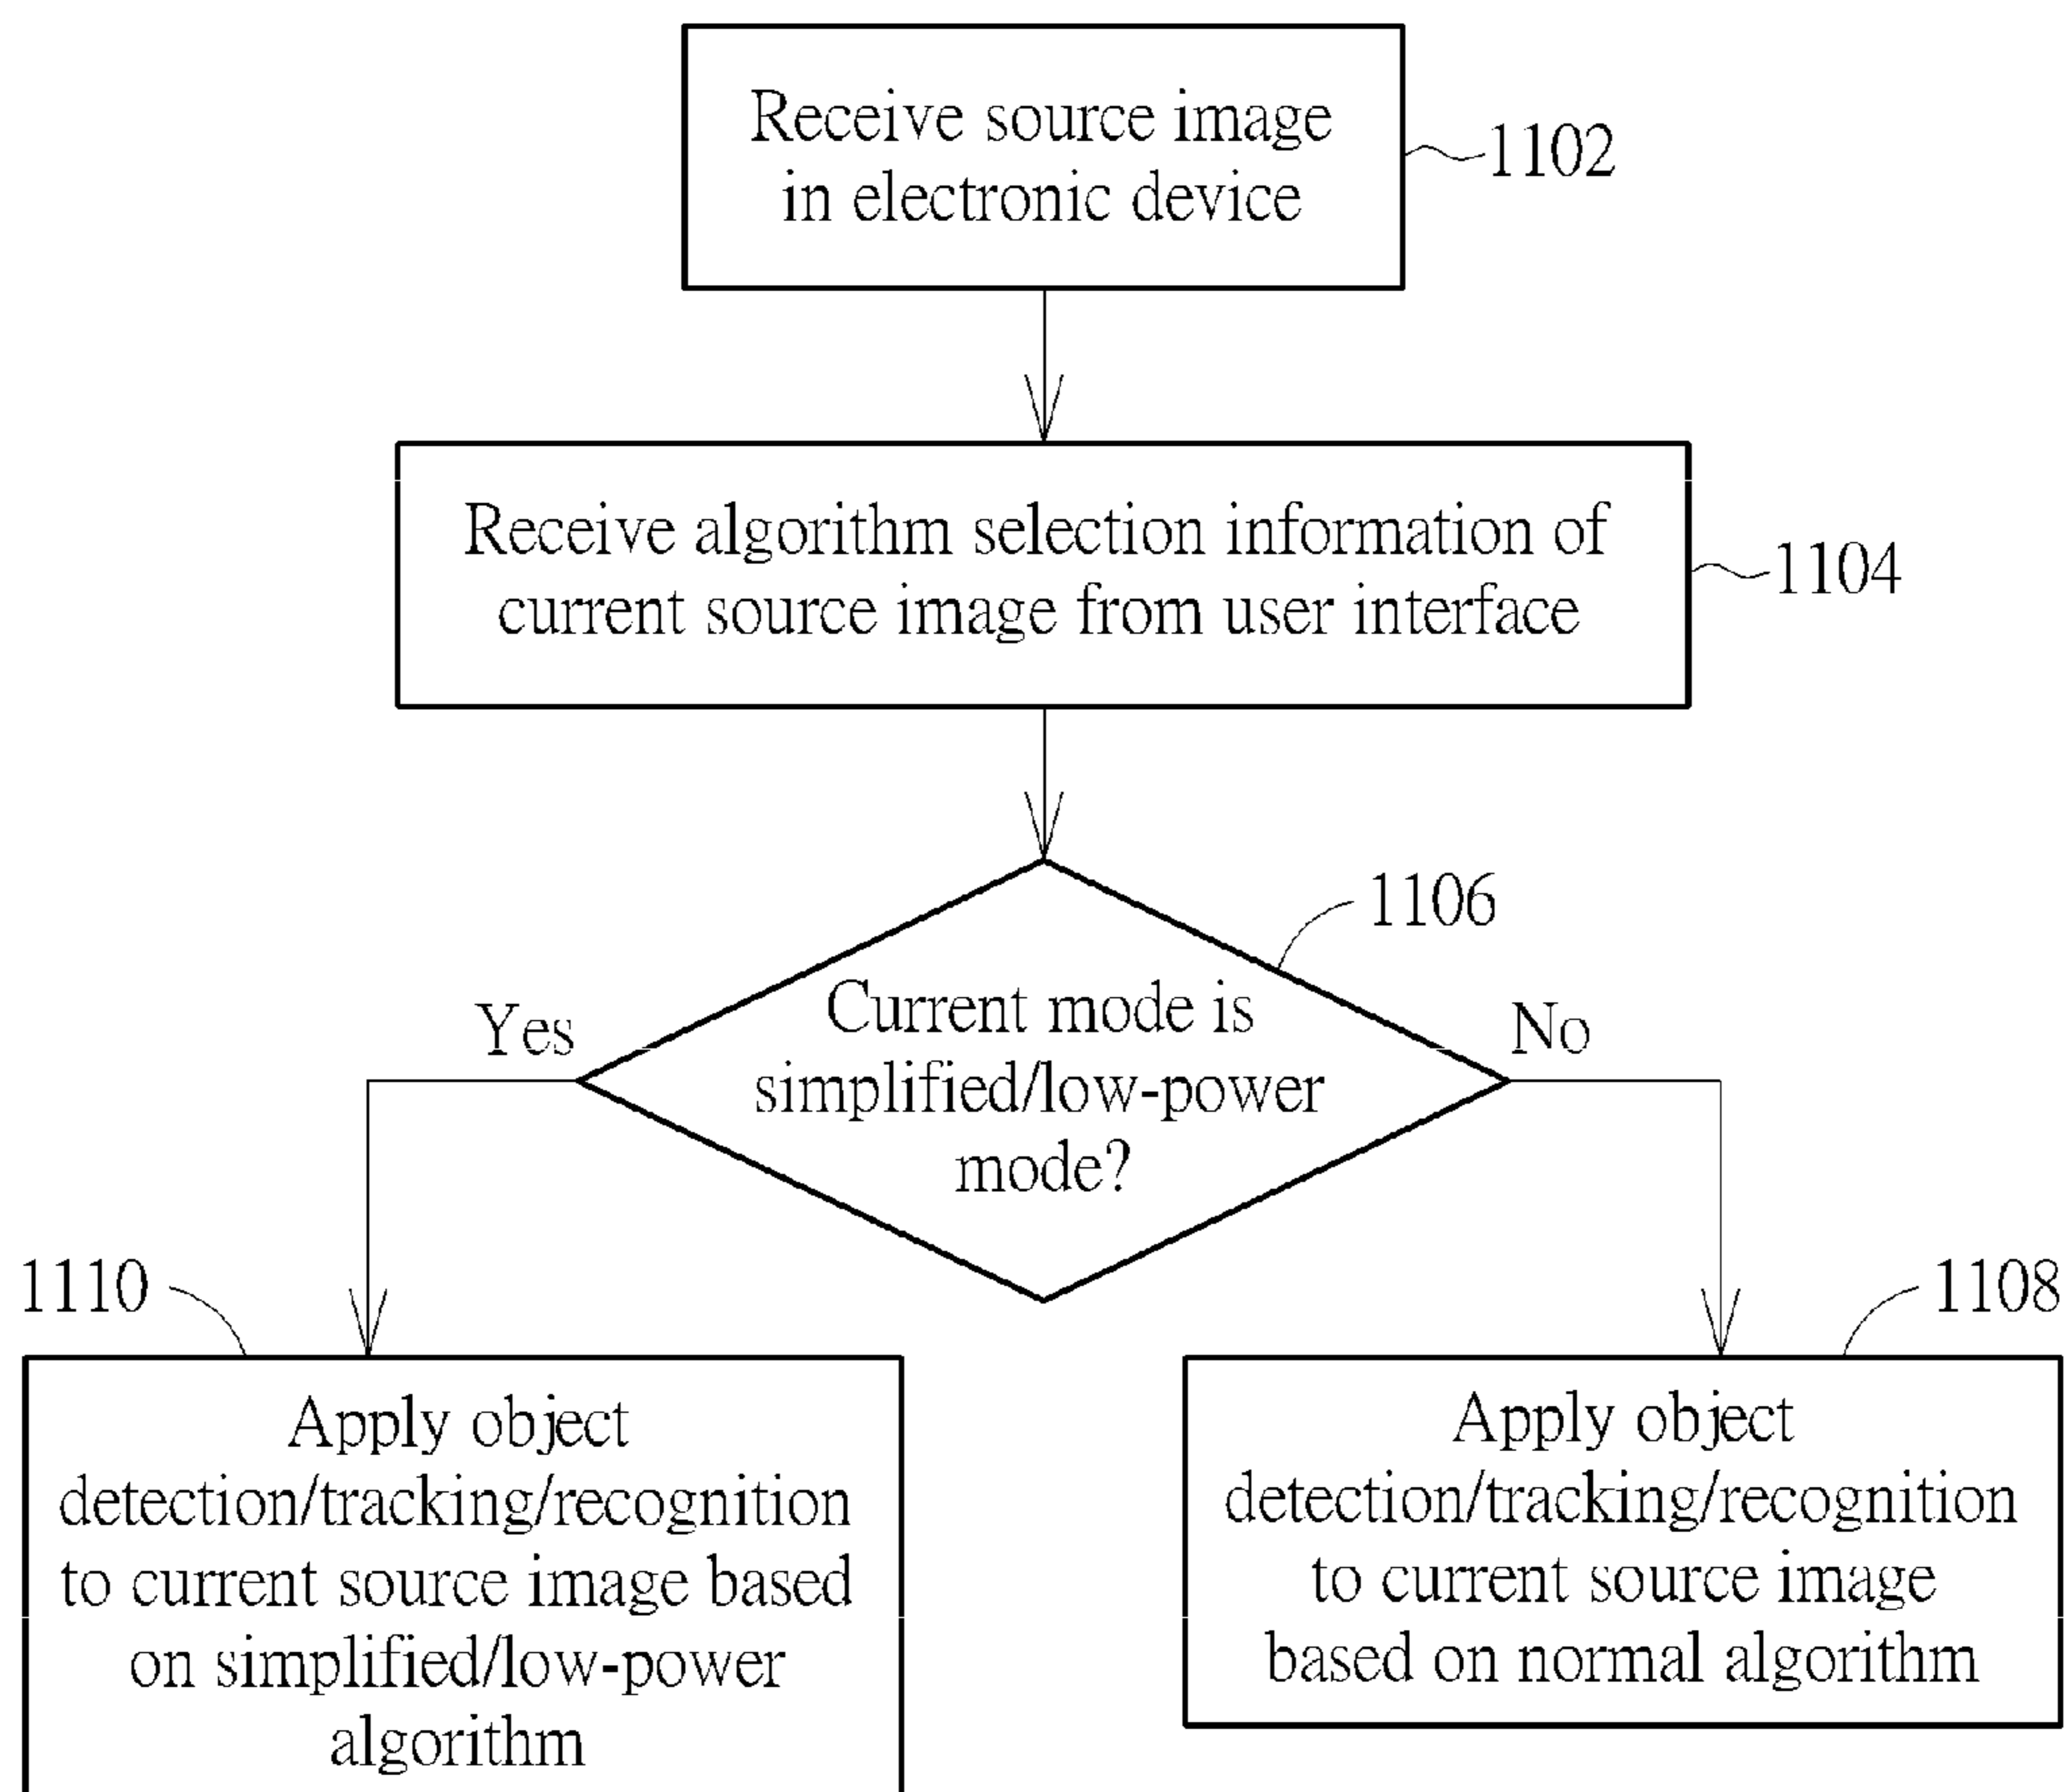 Receive source image
in electronic device
1102
Receive algorithm selection information of
current source image from user interface
1104
1106
Current mode is
simplified/low-power
mode?
Yes
No
1110
Apply object
detection/tracking/recognition
to current source image based
on simplified/low-power
algorithm
1108
Apply object
detection/tracking/recognition
to current source image
based on normal algorithm